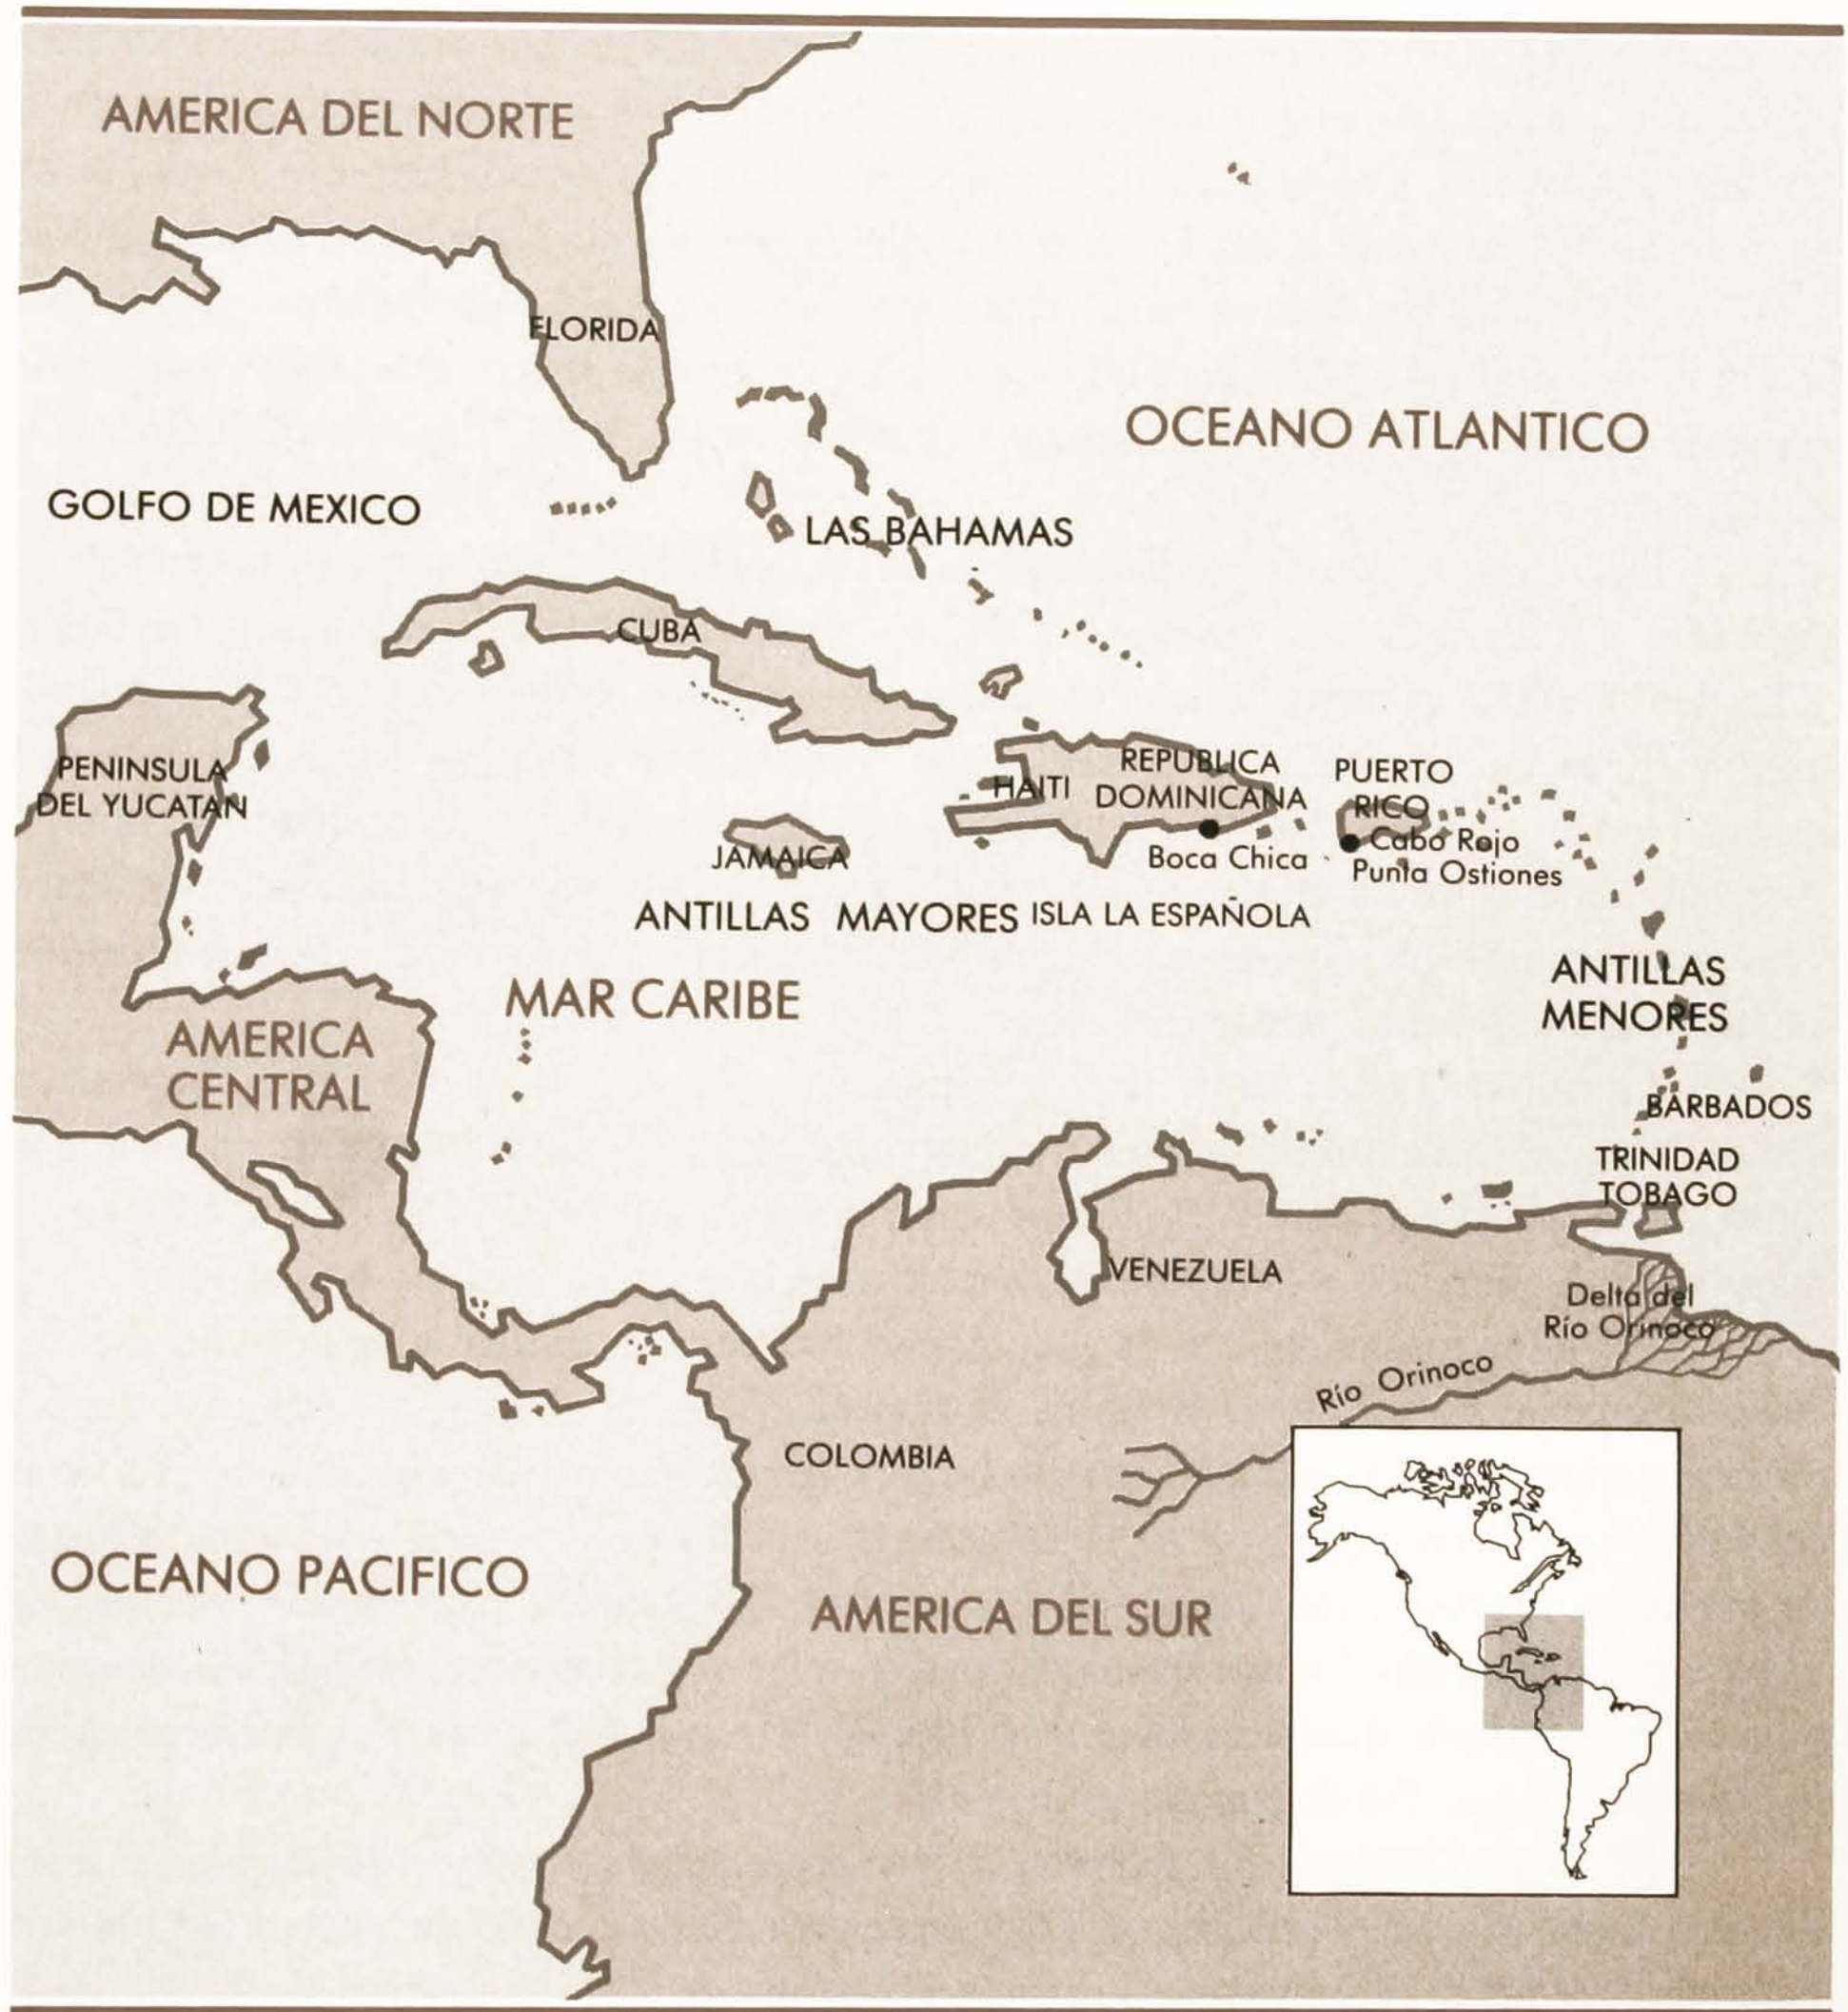 AMERICA DEL NORTE
FLORIDA
OCEANO ATLANTICO
GOLFO DE MEXICO
LAS BAHAMAS
CUBA
PENINSULA
DEL YUCATAN
HAITI
REPUBLICA
DOMINICANA
PUERTO
RICO
JAMAICA
Boca Chica
Cabo Rojo
Punta Ostiones
ANTILLAS MAYORES
ISLA LA ESPAÑOLA
MAR CARIBE
ANTILLAS
MENORES
AMERICA
CENTRAL
BARBADOS
TRINIDAD
TOBAGO
VENEZUELA
Delta del
Río Orinoco
Río Orinoco
COLOMBIA
OCEANO PACIFICO
AMERICA DEL SUR